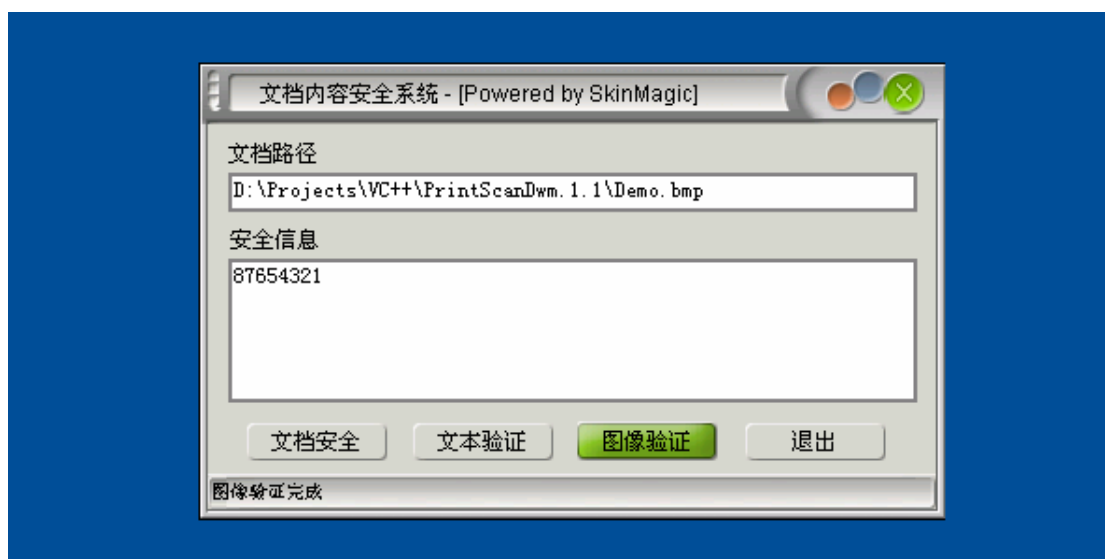 文档内容安全系统 - [Powered by SkinMagic]
文档路径
D:\Projects\VC++\PrintScanDwm.1.1\Demo.bmp
安全信息
87654321
文档安全 文本验证 图像验证 退出
图像验证完成